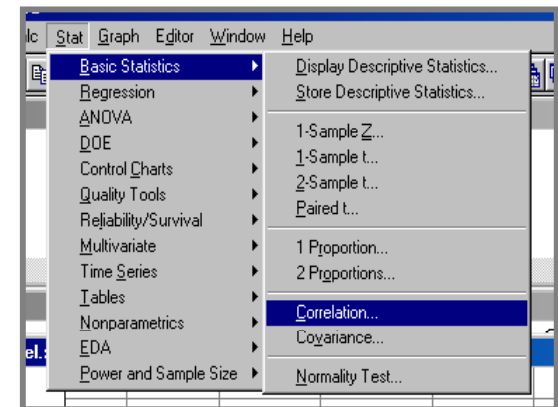 lc Stat Graph Editor Window Help
Basic Statistics
Regression
ANOVA
DOE
Control Charts
Quality Tools
Reliability/Survival
Multivariate
Time Series
Tables
Nonparametrics
EDA
Power and Sample Size
Display Descriptive Statistics...
Store Descriptive Statistics...
1-Sample Z...
1-Sample t...
2-Sample t...
Paired t...
1 Proportion...
2 Proportions...
Correlation...
Covariance...
Normality Test...
el.